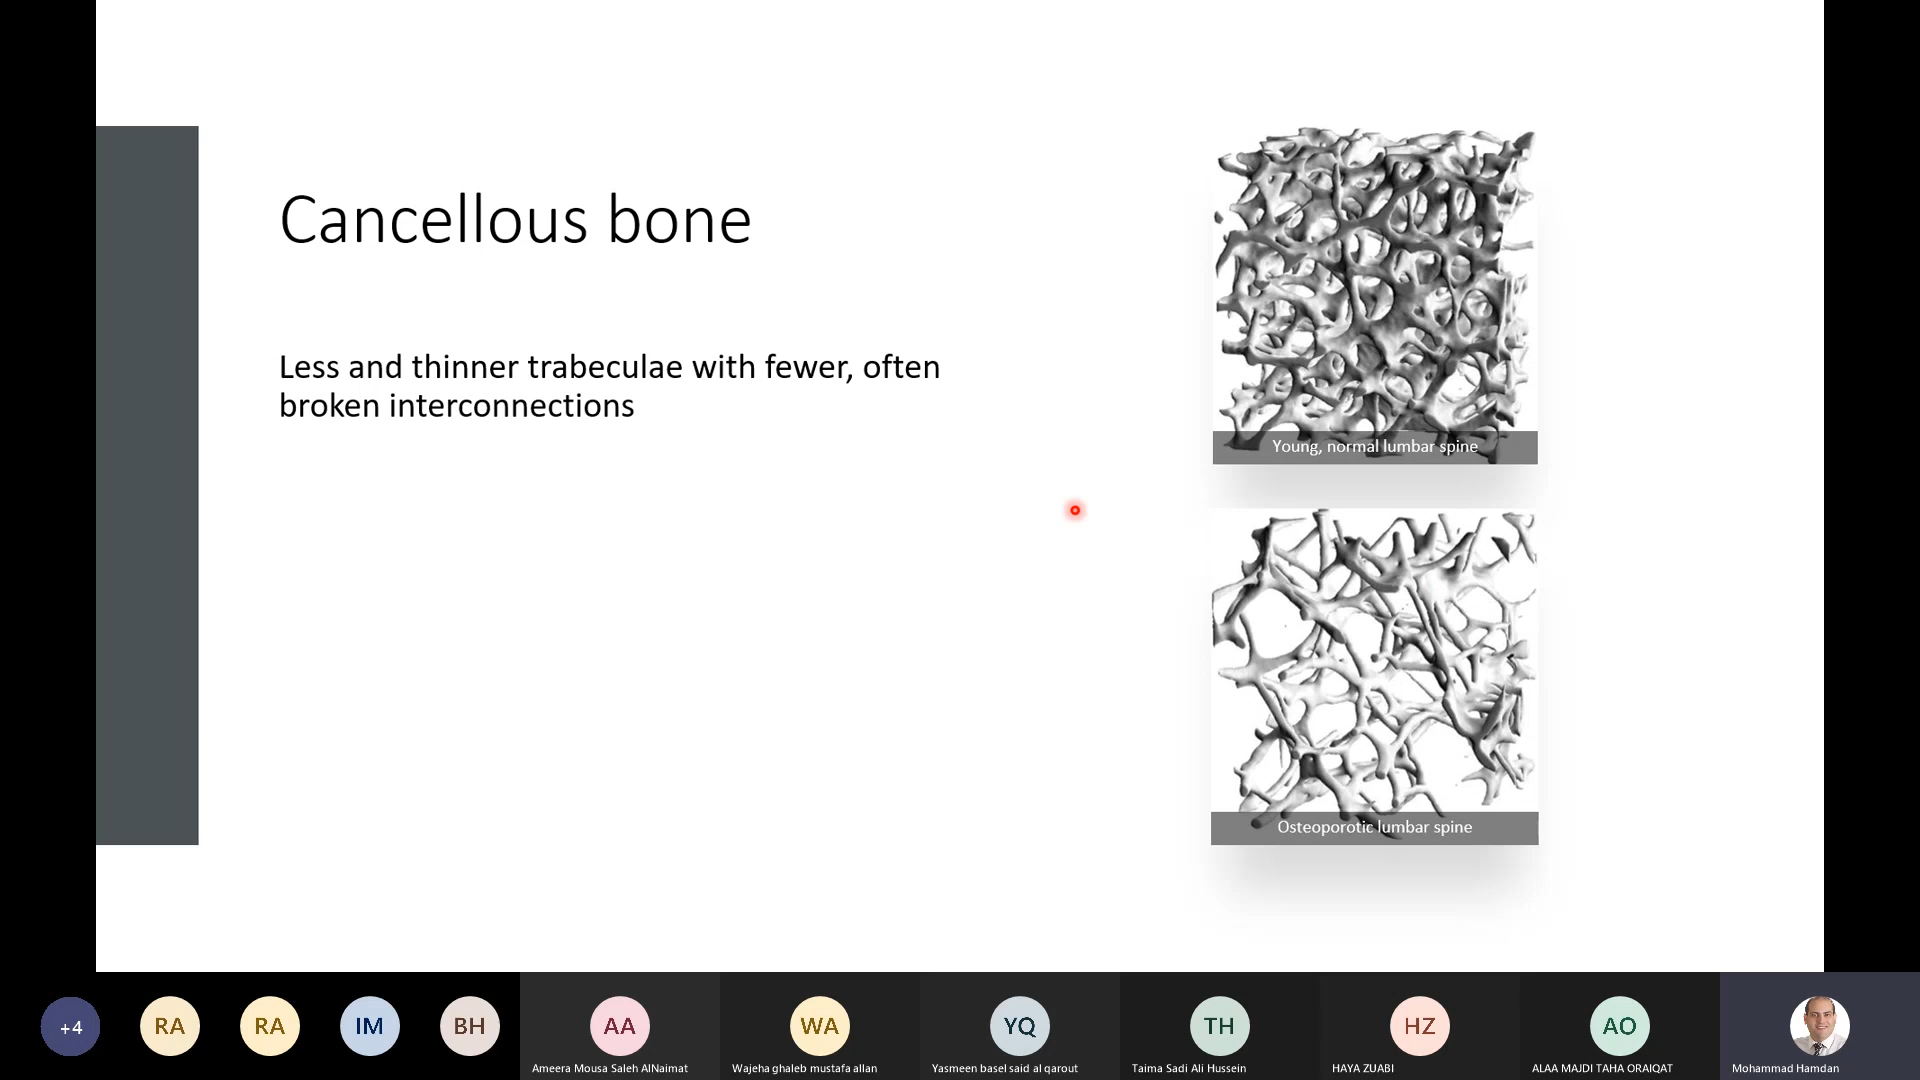 Cancellous bone
Less and thinner trabeculae with fewer, often
broken interconnections
Young, normal lumbar spine
Osteoporotic lumbar spine
+4
RA
RA
IM
BH
AA
WA
YQ
TH
HZ
AO
Ameera Mousa Saleh AlNaimat
Wajeha ghaleb mustafa allan
Yasmeen basel said al qarout
Taima Sadi Ali Hussein
HAYA ZUABI
ALAA MAJDI TAHA ORAIQAT
Mohammad Hamdan